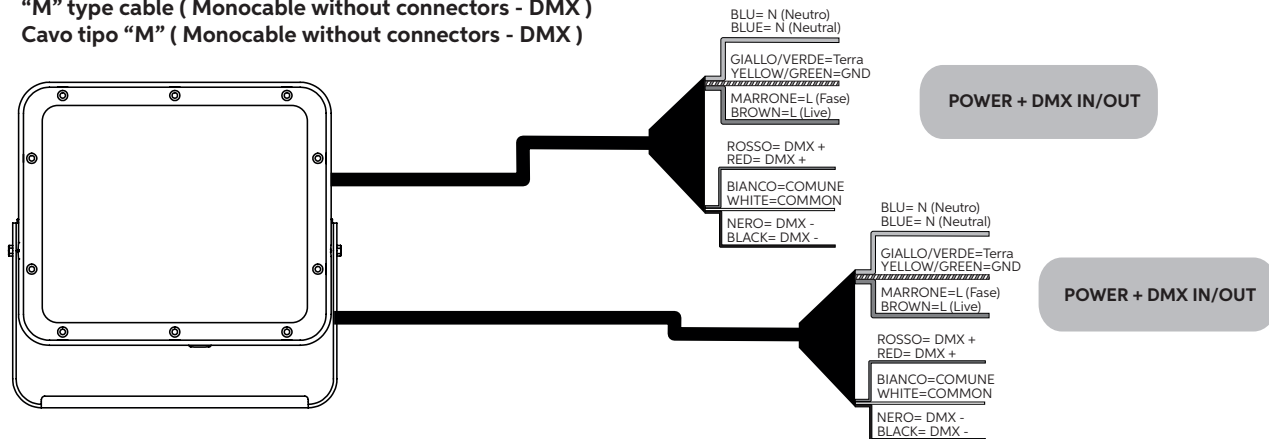 “M” type cable ( Monocable without connectors - DMX )
Cavo tipo “M” ( Monocable without connectors - DMX )
BLU= N (Neutro)
BLUE= N (Neutral)
GIALLO/VERDE=Terra
YELLOW/GREEN=GND
MARRONE=L (Fase)
BROWN=L (Live)
ROSSO= DMX +
RED= DMX +
BIANCO=COMUNE
WHITE=COMMON
NERO= DMX -
BLACK= DMX -
POWER + DMX IN/OUT
BLU= N (Neutro)
BLUE= N (Neutral)
GIALLO/VERDE=Terra
YELLOW/GREEN=GND
MARRONE=L (Fase)
BROWN=L (Live)
ROSSO= DMX +
RED= DMX +
BIANCO=COMUNE
WHITE=COMMON
NERO= DMX -
BLACK= DMX -
POWER + DMX IN/OUT